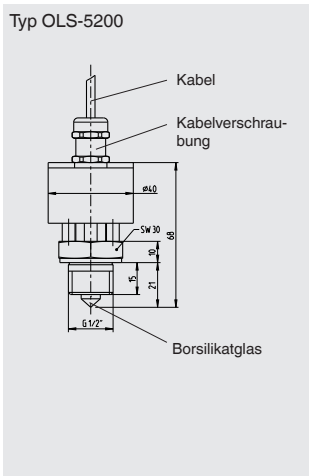 Typ OLS-5200
Kabel
Kabelverschrau-
bung
ø40
SW 30
68
10
15
21
G 1/2"
Borsilikatglas